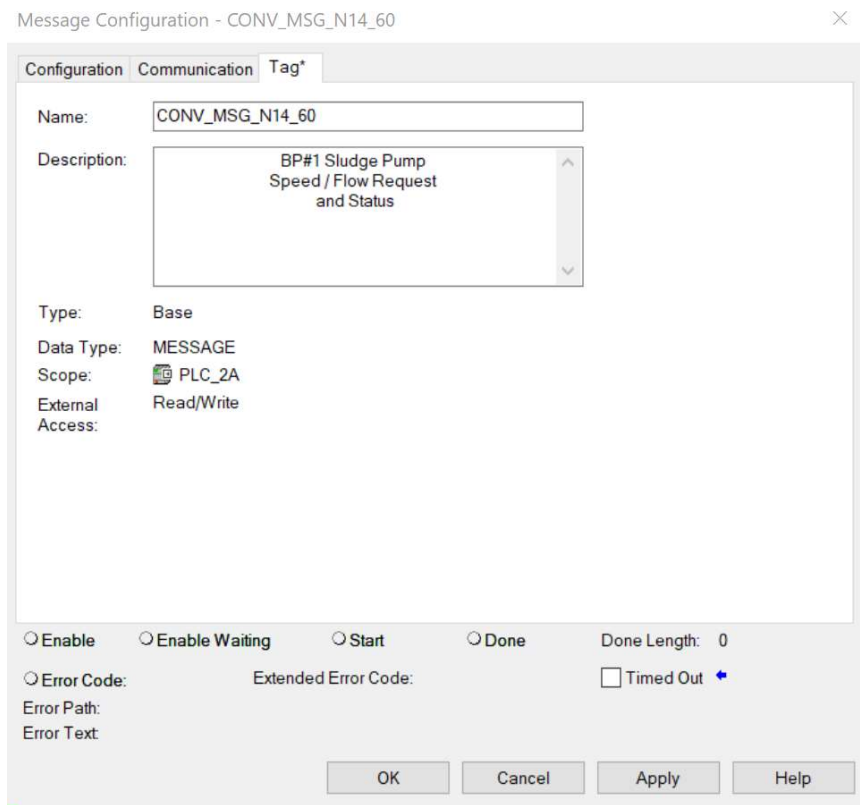 Message Configuration - CONV_MSG_N14_60
Configuration Communication Tag*
Name: CONV_MSG_N14_60
Description: BP#1 Sludge Pump
Speed / Flow Request
and Status
Type: Base
Data Type: MESSAGE
Scope: PLC_2A
External Read/Write
Access:
Enable Enable Waiting Start Done Done Length: 0
Error Code: Extended Error Code: Timed Out
Error Path:
Error Text:
OK Cancel Apply Help